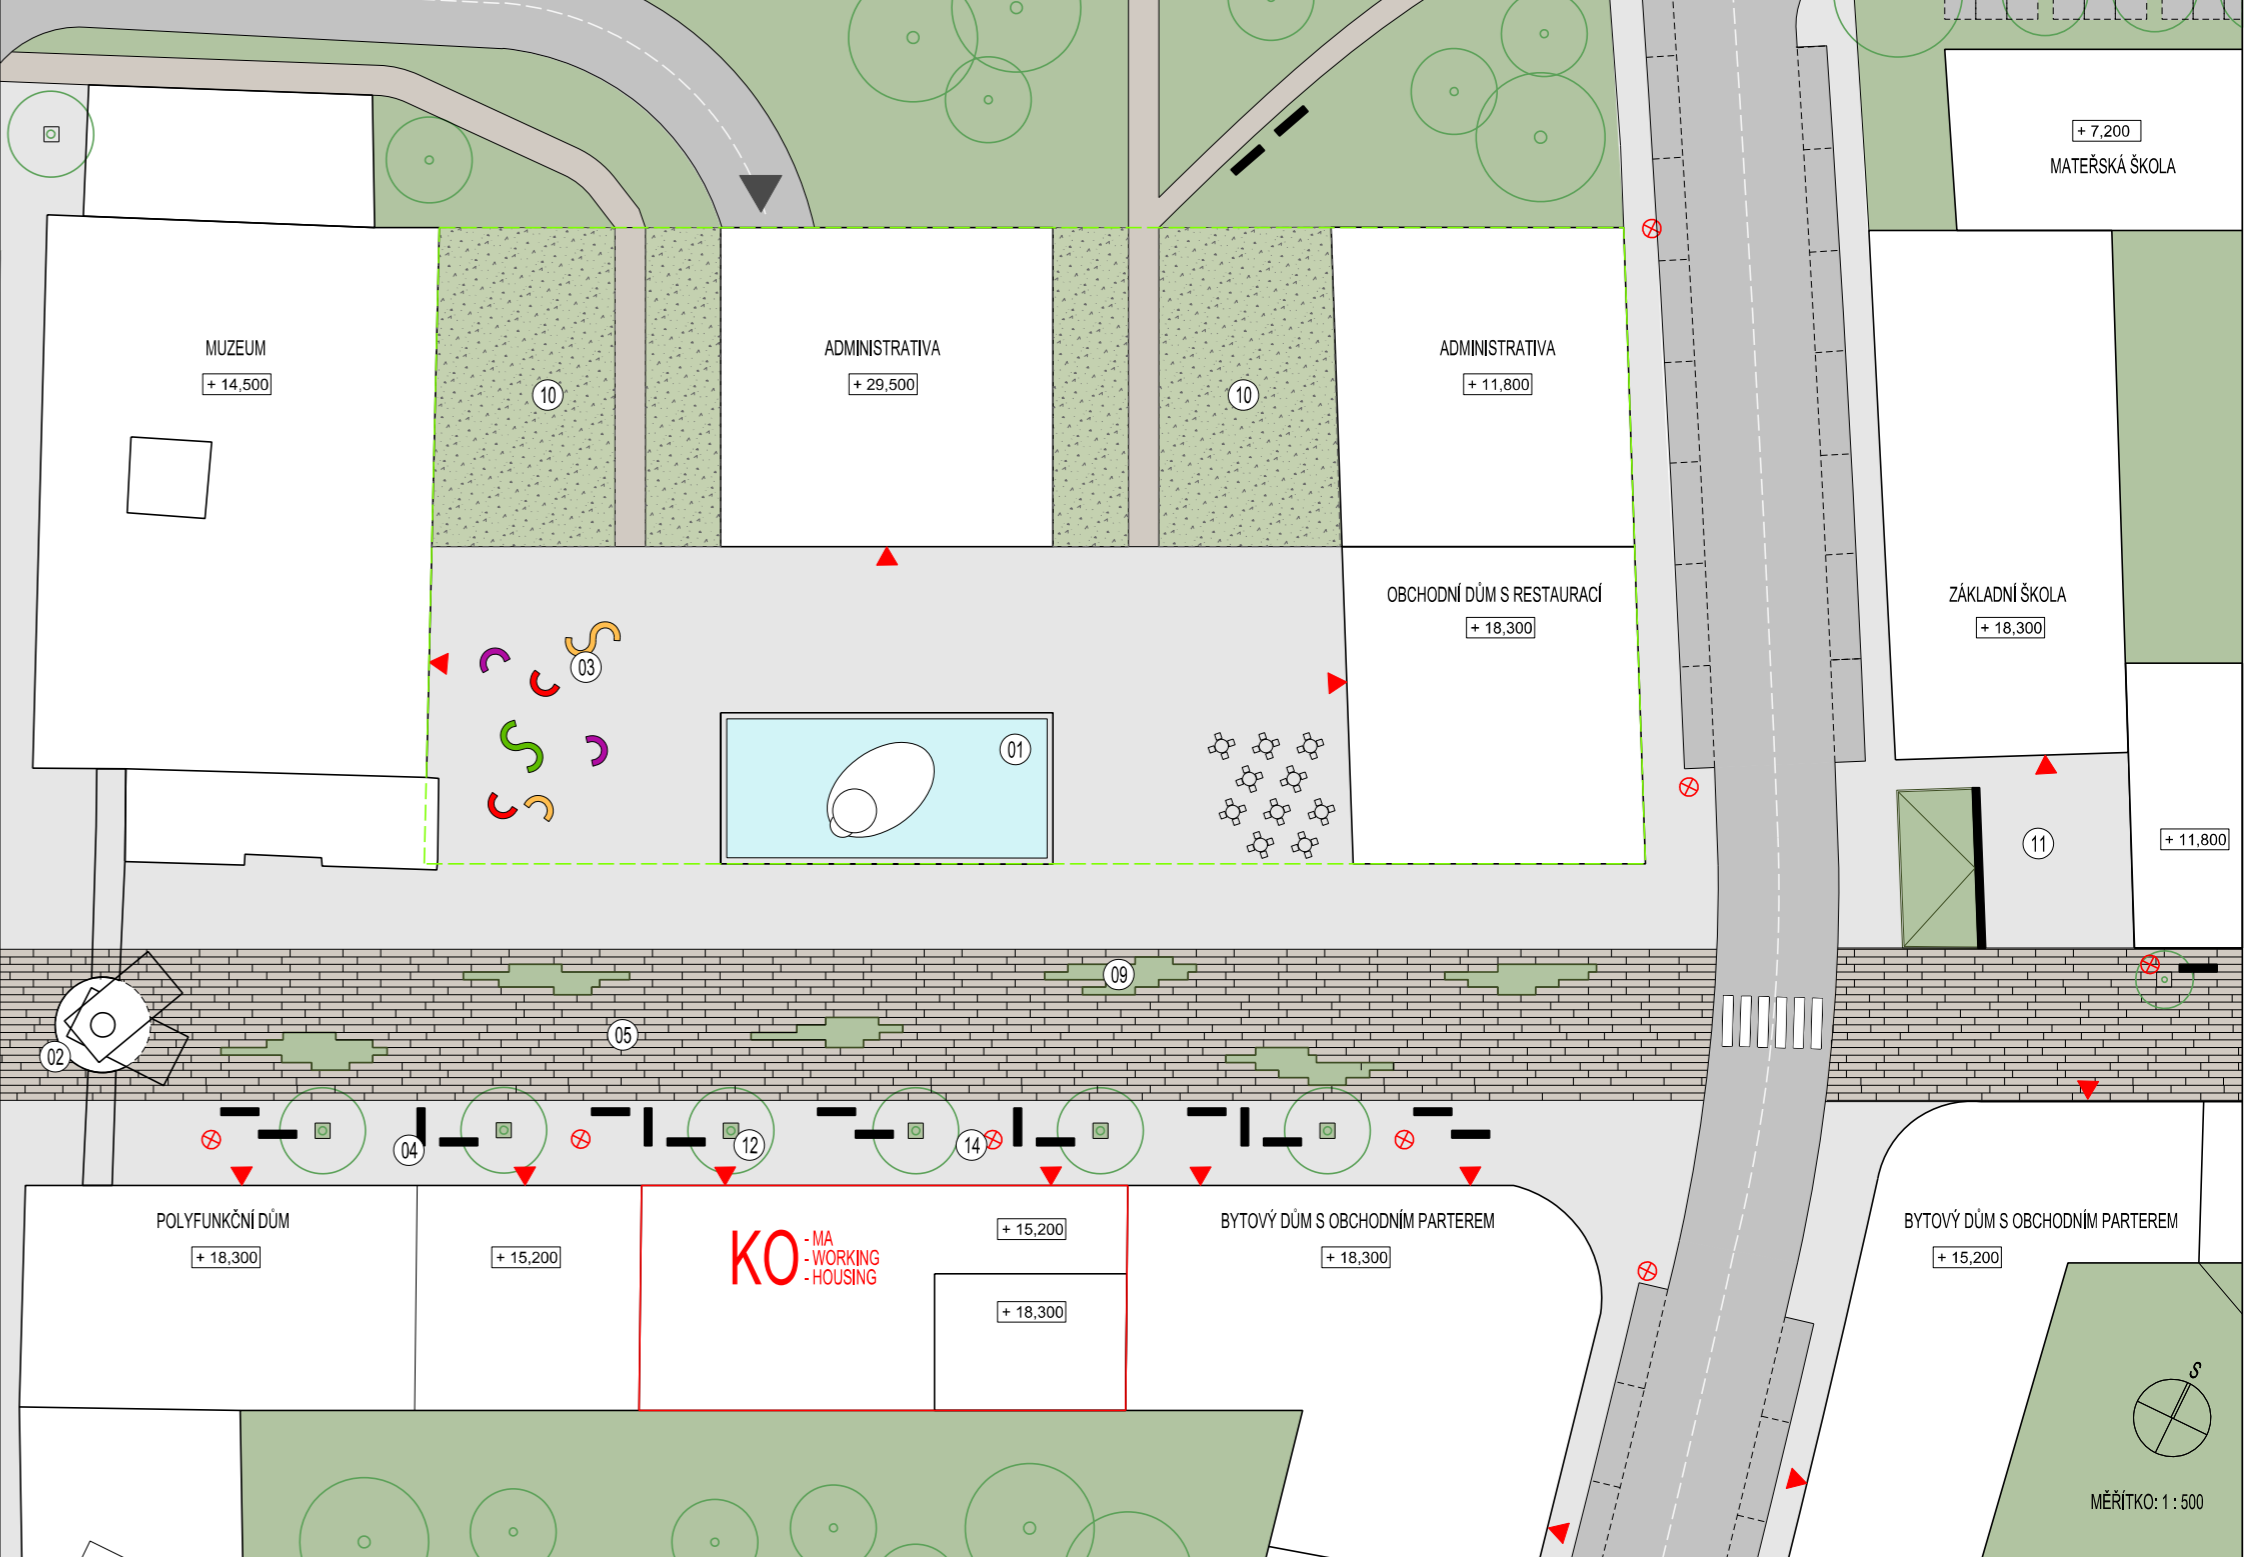 + 7,200
MATEŘSKÁ ŠKOLA
MUZEUM
+ 14,500
ADMINISTRATIVA
+ 29,500
ADMINISTRATIVA
+ 11,800
10
10
OBCHODNÍ DŮM S RESTAURACÍ
+ 18,300
ZÁKLADNÍ ŠKOLA
+ 18,300
03
01
+ 11,800
11
09
05
02
04
12
14
POLYFUNKČNÍ DŮM
+ 18,300
+ 15,200
KO
- MA
- WORKING
- HOUSING
+ 15,200
+ 18,300
BYTOVÝ DŮM S OBCHODNÍM PARTEREM
+ 18,300
BYTOVÝ DŮM S OBCHODNÍM PARTEREM
+ 15,200
S
MĚŘÍTKO: 1 : 500